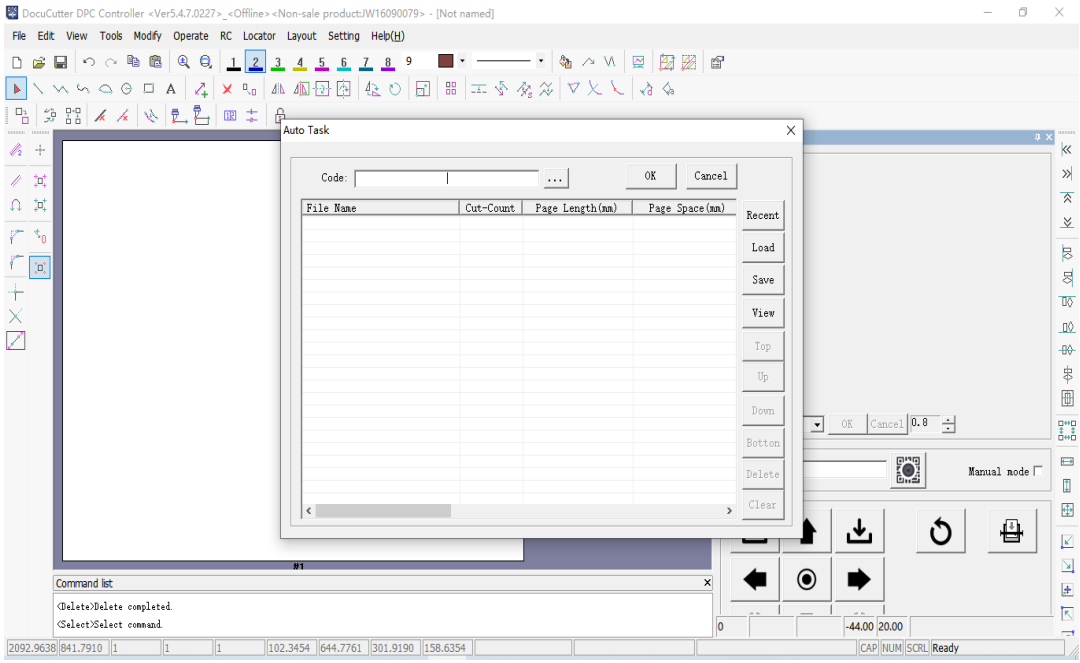 DocuCutter DPC Controller <Ver5.4.7.0227>_<Offline><Non-sale product:JW16090079> - [Not named]
File Edit View Tools Modify Operate RC Locator Layout Setting Help(H)
1 2 3 4 5 6 7 8 9
A
Auto Task
Code: ... OK Cancel
File Name Cut-Count Page Length(mm) Page Space(mm)
Recent
Load
Save
View
Top
Up
Down
Botton
Delete
Clear
OK Cancel 0.8
Manual mode
#1
Command list
<Delete>Delete completed.
<Select>Select command.
0 -44.00 20.00
2092.9638 841.7910 1 1 1 102.3454 644.7761 301.9190 158.6354 CAP NUM SCRL Ready